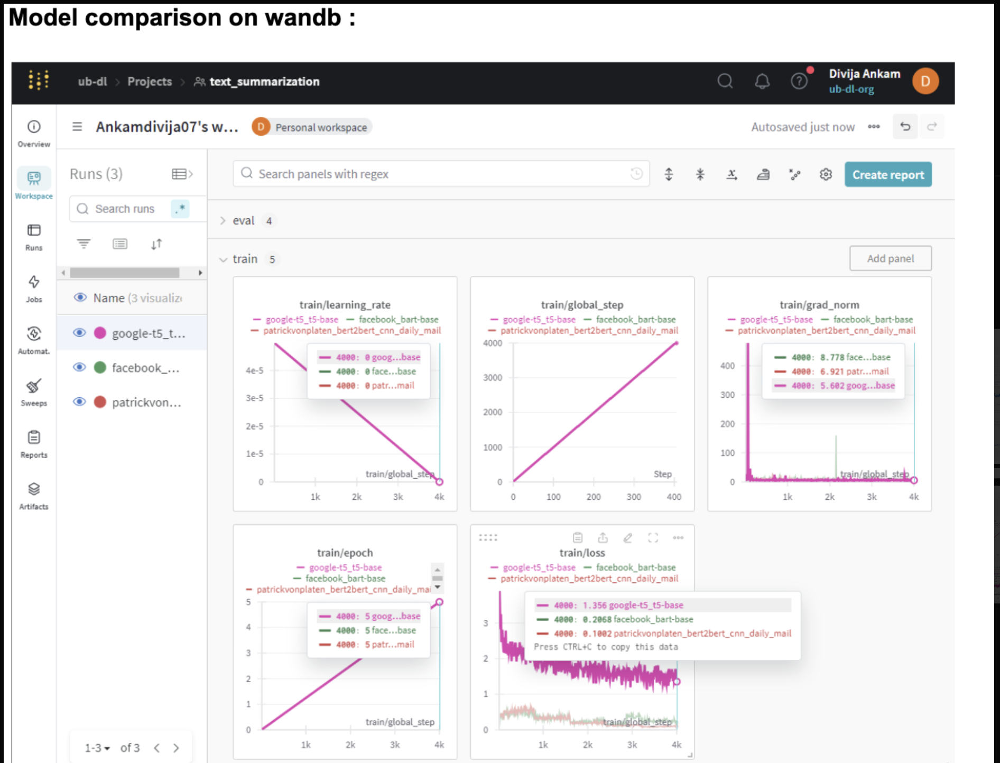 Model comparison on wandb :
ub-dl > Projects > text_summarization
Divija Ankam
ub-dl-org
D
Overview
Workspace
Runs
Jobs
Automat.
Sweeps
Reports
Artifacts
Ankamdivija07's w...
D Personal workspace
Autosaved just now
Runs (3)
Search runs .*
Name (3 visualiz
google-t5_t...
facebook_...
patrickvon...
1-3 of 3
Search panels with regex
Create report
eval 4
train 5
Add panel
train/learning_rate
google-t5_t5-base facebook_bart-base
patrickvonplaten_bert2bert_cnn_daily_mail
4000: 0 goog...base
4000: 0 face...base
4000: 0 patr...mail
4e-5
3e-5
2e-5
1e-5
0
train/global_step
1k 2k 3k 4k
train/global_step
google-t5_t5-base facebook_bart-base
patrickvonplaten_bert2bert_cnn_daily_mail
4000
3000
2000
1000
0
Step
0 100 200 300 400
train/grad_norm
google-t5_t5-base facebook_bart-base
patrickvonplaten_bert2bert_cnn_daily_mail
4000: 8.778 face...base
4000: 6.921 patr...mail
4000: 5.602 goog...base
400
300
200
100
0
train/global_step
1k 2k 3k 4k
train/epoch
google-t5_t5-base
facebook_bart-base
patrickvonplaten_bert2bert_cnn_daily_mai
4000: 5 goog...base
4000: 5 face...base
4000: 5 patr...mail
5
4
3
2
1
0
train/global_step
1k 2k 3k 4k
train/loss
google-t5_t5-base facebook_bart-base
patrickvonplaten_bert2bert_cnn_daily_mail
4000: 1.356 google-t5_t5-base
4000: 0.2068 facebook_bart-base
4000: 0.1002 patrickvonplaten_bert2bert_cnn_daily_mail
Press CTRL+C to copy this data
3
2
1
0
train/global_step
1k 2k 3k 4k